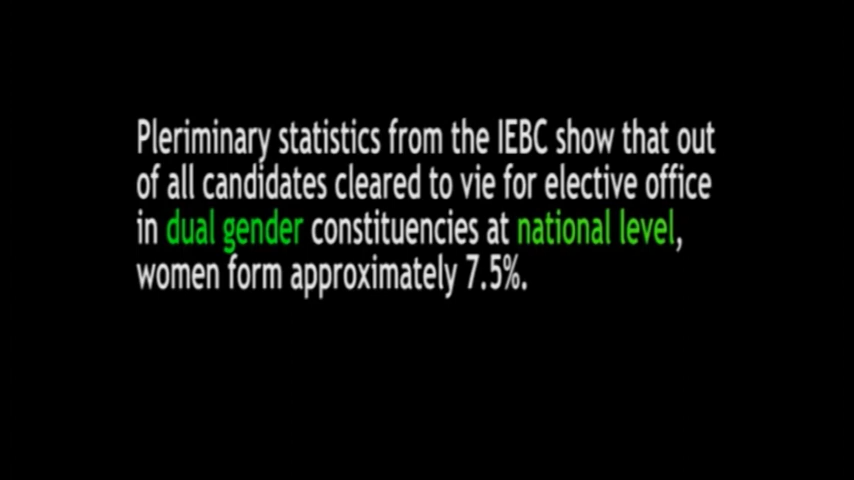 Pleriminary statistics from the IEBC show that out
of all candidates cleared to vie for elective office
in dual gender constituencies at national level,
women form approximately 7.5%.